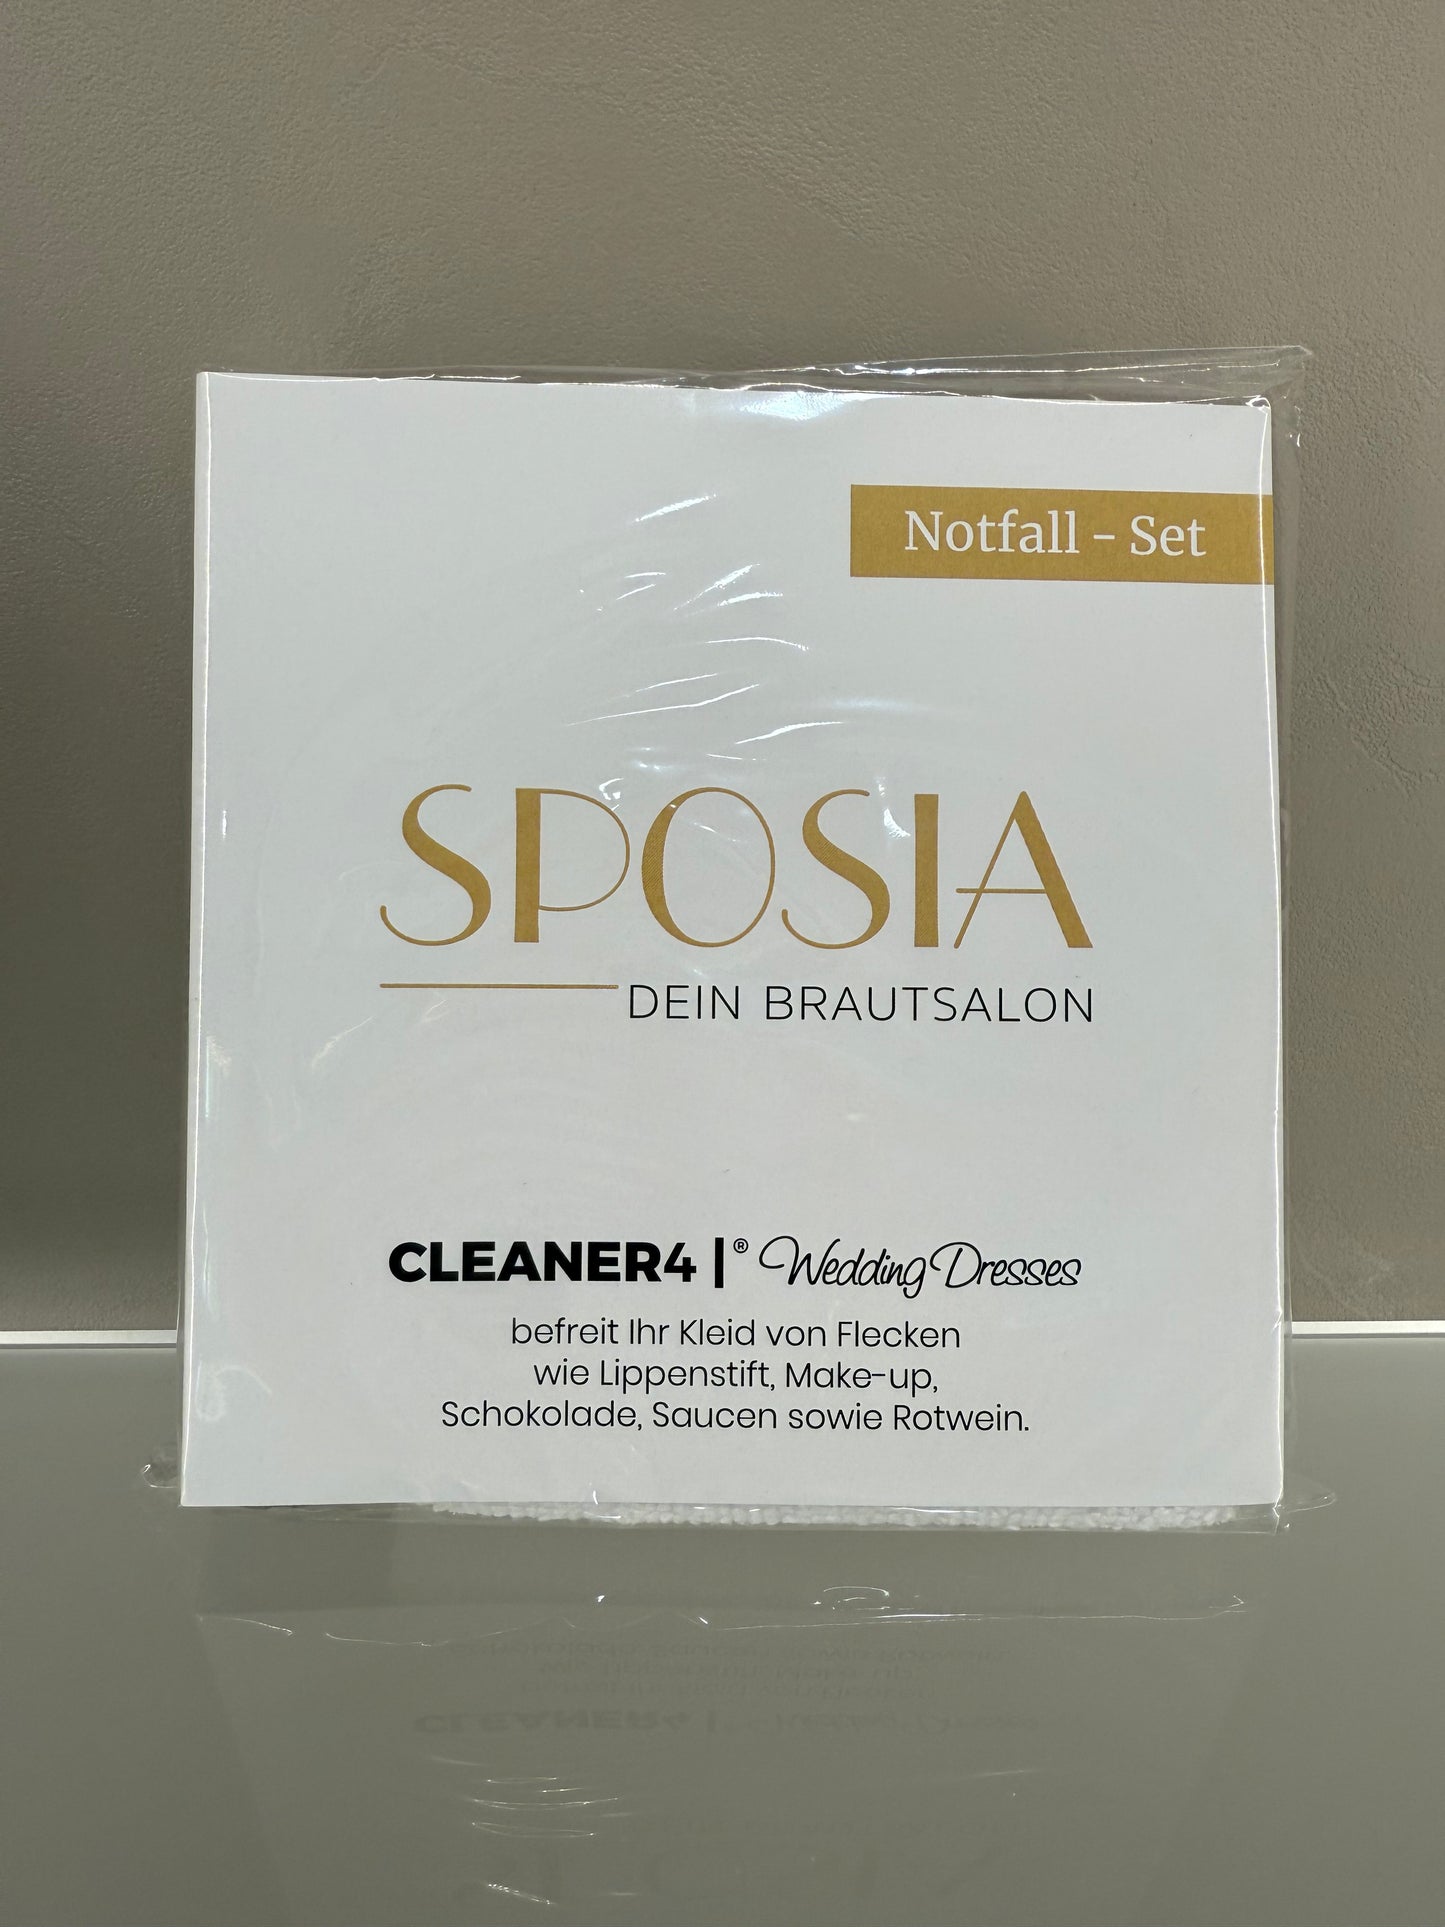 Notfall - Set
SPOSIA
DEIN BRAUTSALON
CLEANER4 |® Wedding Dresses
befreit Ihr Kleid von Flecken
wie Lippenstift, Make-up,
Schokolade, Saucen sowie Rotwein.